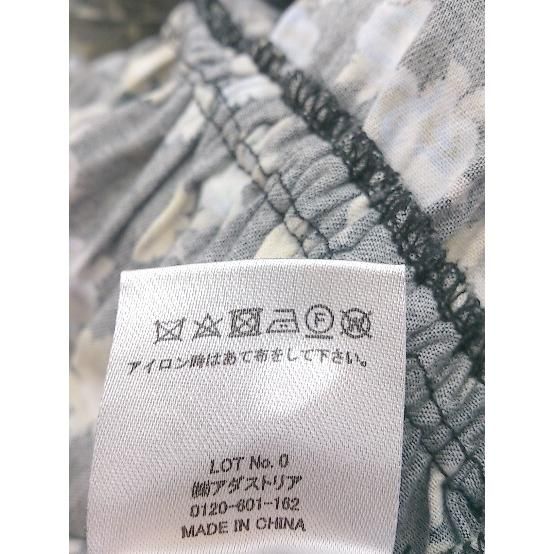 アイロン時はあて布をして下さい。
LOT No. 0
㈱アダストリア
0120-601-162
MADE IN CHINA